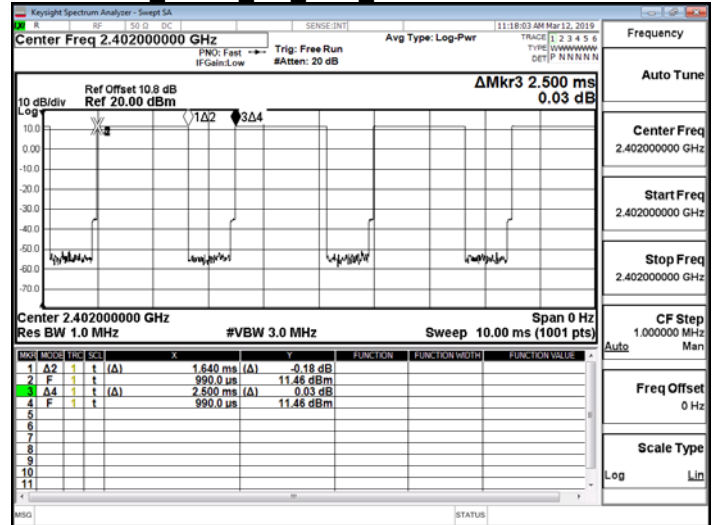 Keysight Spectrum Analyzer - Swept SA
R RF 50 Ω DC SENSE:INT 11:18:03 AM Mar 12, 2019
Center Freq 2.402000000 GHz
PNO: Fast
IFGain:Low
Trig: Free Run
#Atten: 20 dB
Avg Type: Log-Pwr
TRACE 1 2 3 4 5 6
TYPE WWWWWW
DET P NNNNN
Ref Offset 10.8 dB
Ref 20.00 dBm
10 dB/div
Log
ΔMkr3 2.500 ms
0.03 dB
1Δ2 3Δ4
10.0
0.00
-10.0
-20.0
-30.0
-40.0
-50.0
-60.0
-70.0
Center 2.402000000 GHz Span 0 Hz
Res BW 1.0 MHz #VBW 3.0 MHz Sweep 10.00 ms (1001 pts)
MKR MODE TRC SCL X Y FUNCTION FUNCTION WIDTH FUNCTION VALUE
1 Δ2 1 t (Δ) 1.640 ms (Δ) -0.18 dB
2 F 1 t 990.0 µs 11.46 dBm
3 Δ4 1 t (Δ) 2.500 ms (Δ) 0.03 dB
4 F 1 t 990.0 µs 11.46 dBm
5
6
7
8
9
10
11
MSG STATUS
Frequency
Auto Tune
Center Freq
2.402000000 GHz
Start Freq
2.402000000 GHz
Stop Freq
2.402000000 GHz
CF Step
1.000000 MHz
Auto Man
Freq Offset
0 Hz
Scale Type
Log Lin